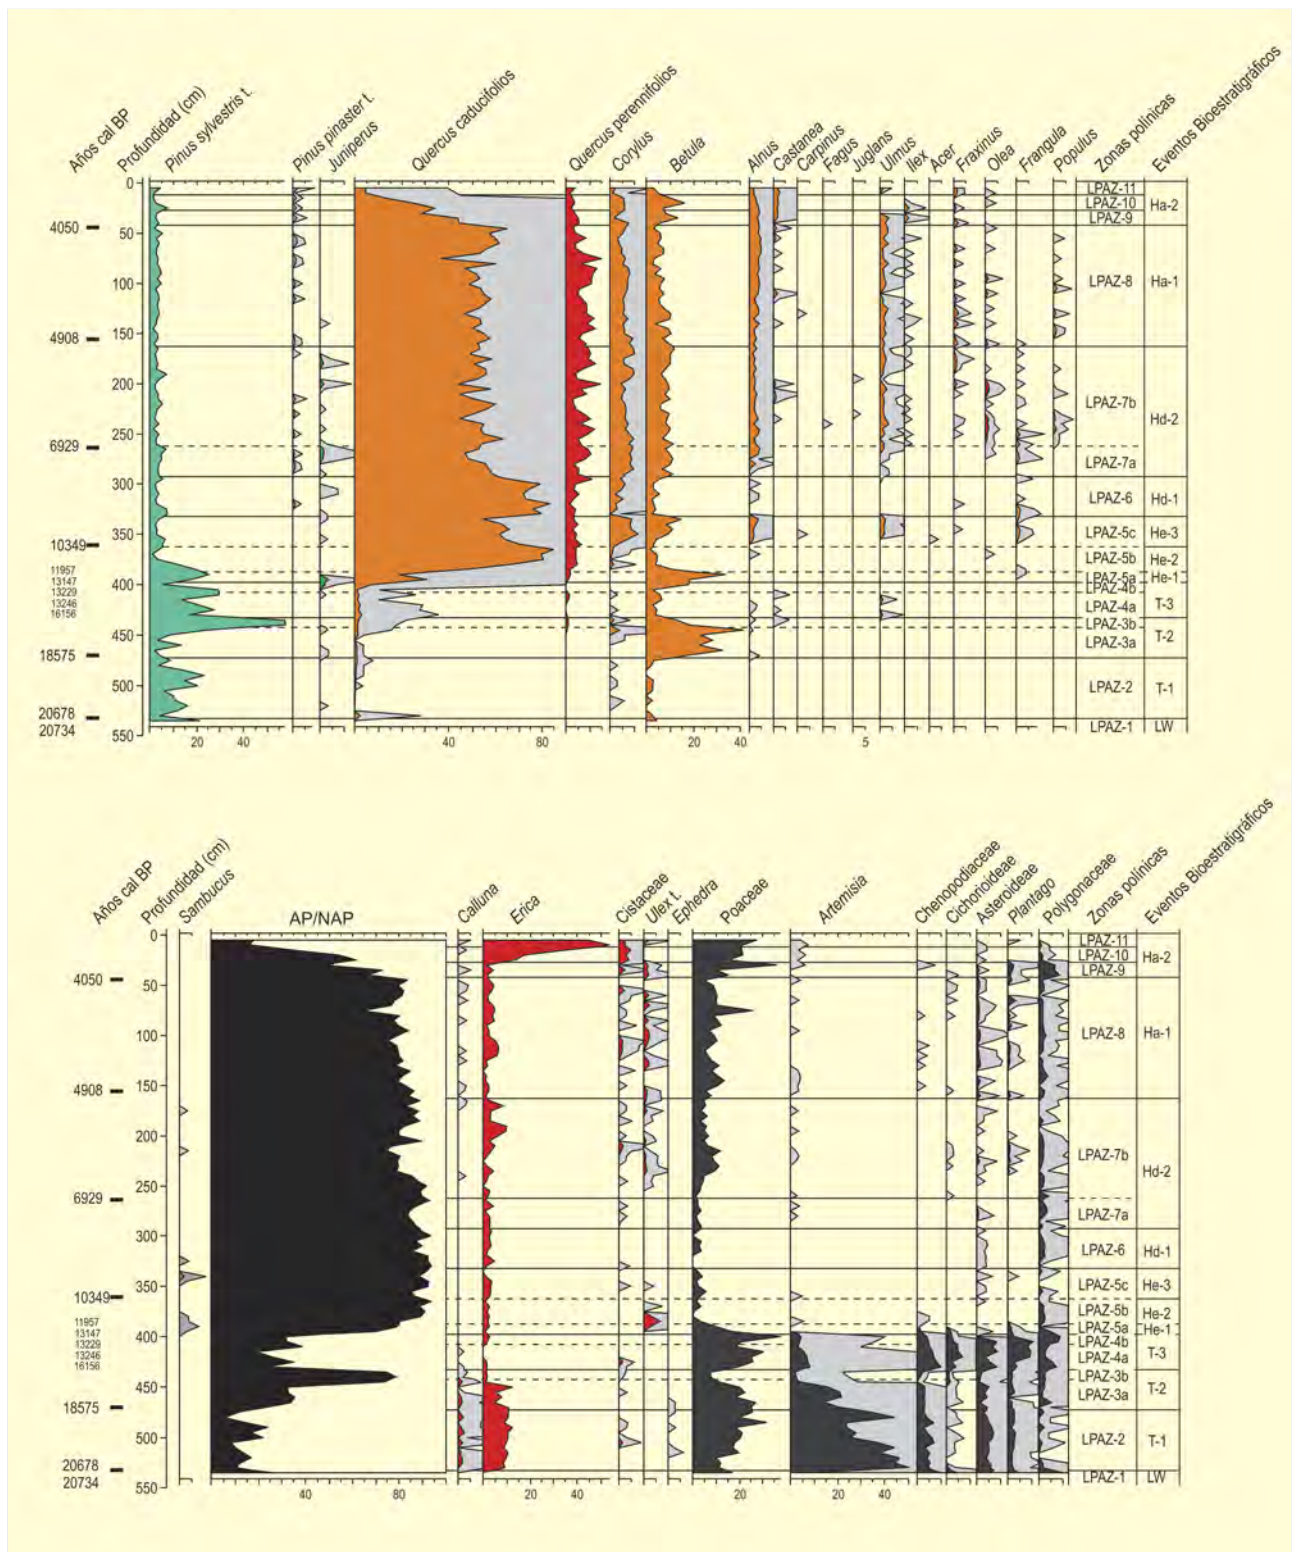 Años cal BP
Profundidad (cm)
Pinus sylvestris t.
Pinus pinaster t.
Juniperus
Quercus caducifolios
Quercus perennifolios
Corylus
Betula
Alnus
Castanea
Carpinus
Fagus
Juglans
Ulmus
Ilex
Acer
Fraxinus
Olea
Frangula
Populus
Zonas polínicas
Eventos Bioestratigráficos
0
LPAZ-11
LPAZ-10 Ha-2
LPAZ-9
4050
50
100 LPAZ-8 Ha-1
4908 150
200 LPAZ-7b
Hd-2
6929 250
LPAZ-7a
300 LPAZ-6 Hd-1
350 LPAZ-5c He-3
10349
LPAZ-5b He-2
11957
LPAZ-5a He-1
13147 400
LPAZ-4b
13229
13246 LPAZ-4a T-3
16156
LPAZ-3b
450 LPAZ-3a T-2
18575
500 LPAZ-2 T-1
20678
20734 550 LPAZ-1 LW
20 40 40 80 20 40 5
Años cal BP
Profundidad (cm)
Sambucus
AP/NAP
Calluna
Erica
Cistaceae
Ulex t.
Ephedra
Poaceae
Artemisia
Chenopodiaceae
Cichorioideae
Asteroideae
Plantago
Polygonaceae
Zonas polínicas
Eventos Bioestratigráficos
0
LPAZ-11
LPAZ-10 Ha-2
LPAZ-9
4050
50
100 LPAZ-8 Ha-1
4908 150
200 LPAZ-7b
Hd-2
6929 250
LPAZ-7a
300 LPAZ-6 Hd-1
350 LPAZ-5c He-3
10349
LPAZ-5b He-2
11957
LPAZ-5a He-1
13147 400
LPAZ-4b
13229
13246 LPAZ-4a T-3
16156
LPAZ-3b
450 LPAZ-3a T-2
18575
500 LPAZ-2 T-1
20678
20734 550 LPAZ-1 LW
40 80 20 40 20 20 40